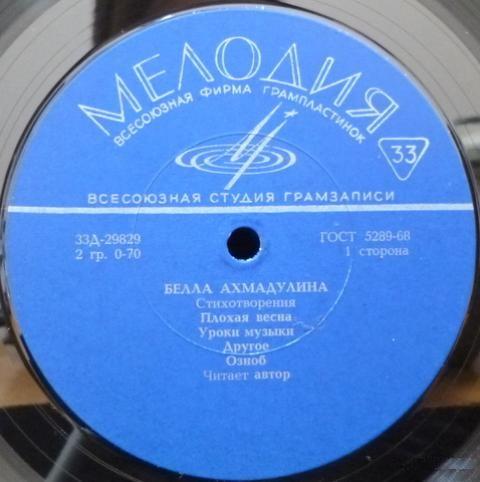 МЕЛОДИЯ
ВСЕСОЮЗНАЯ ФИРМА ГРАМПЛАСТИНОК
33
ВСЕСОЮЗНАЯ СТУДИЯ ГРАМЗАПИСИ
33Д-29829 ГОСТ 5289-68
2 гр. 0-70 1 сторона
БЕЛЛА АХМАДУЛИНА
Стихотворения
Плохая весна
Уроки музыки
Другое
Озноб
Читает автор